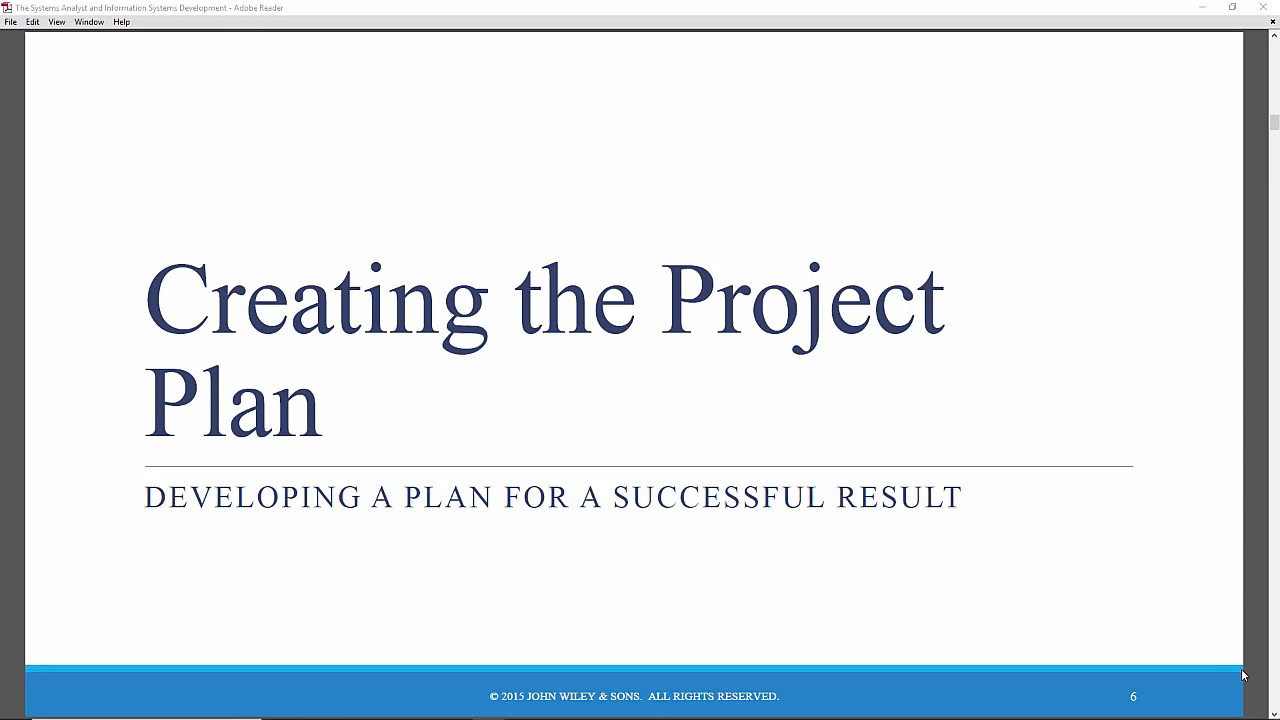 The Systems Analyst and Information Systems Development - Adobe Reader
File Edit View Window Help
Creating the Project
Plan
DEVELOPING A PLAN FOR A SUCCESSFUL RESULT
© 2015 JOHN WILEY & SONS. ALL RIGHTS RESERVED.
6